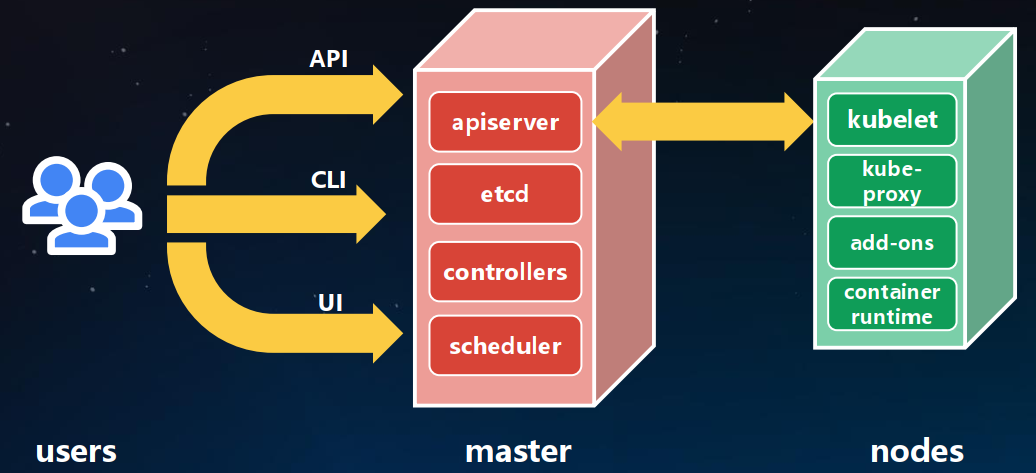 API
CLI
UI
apiserver
etcd
controllers
scheduler
kubelet
kube-
proxy
add-ons
container
runtime
users
master
nodes